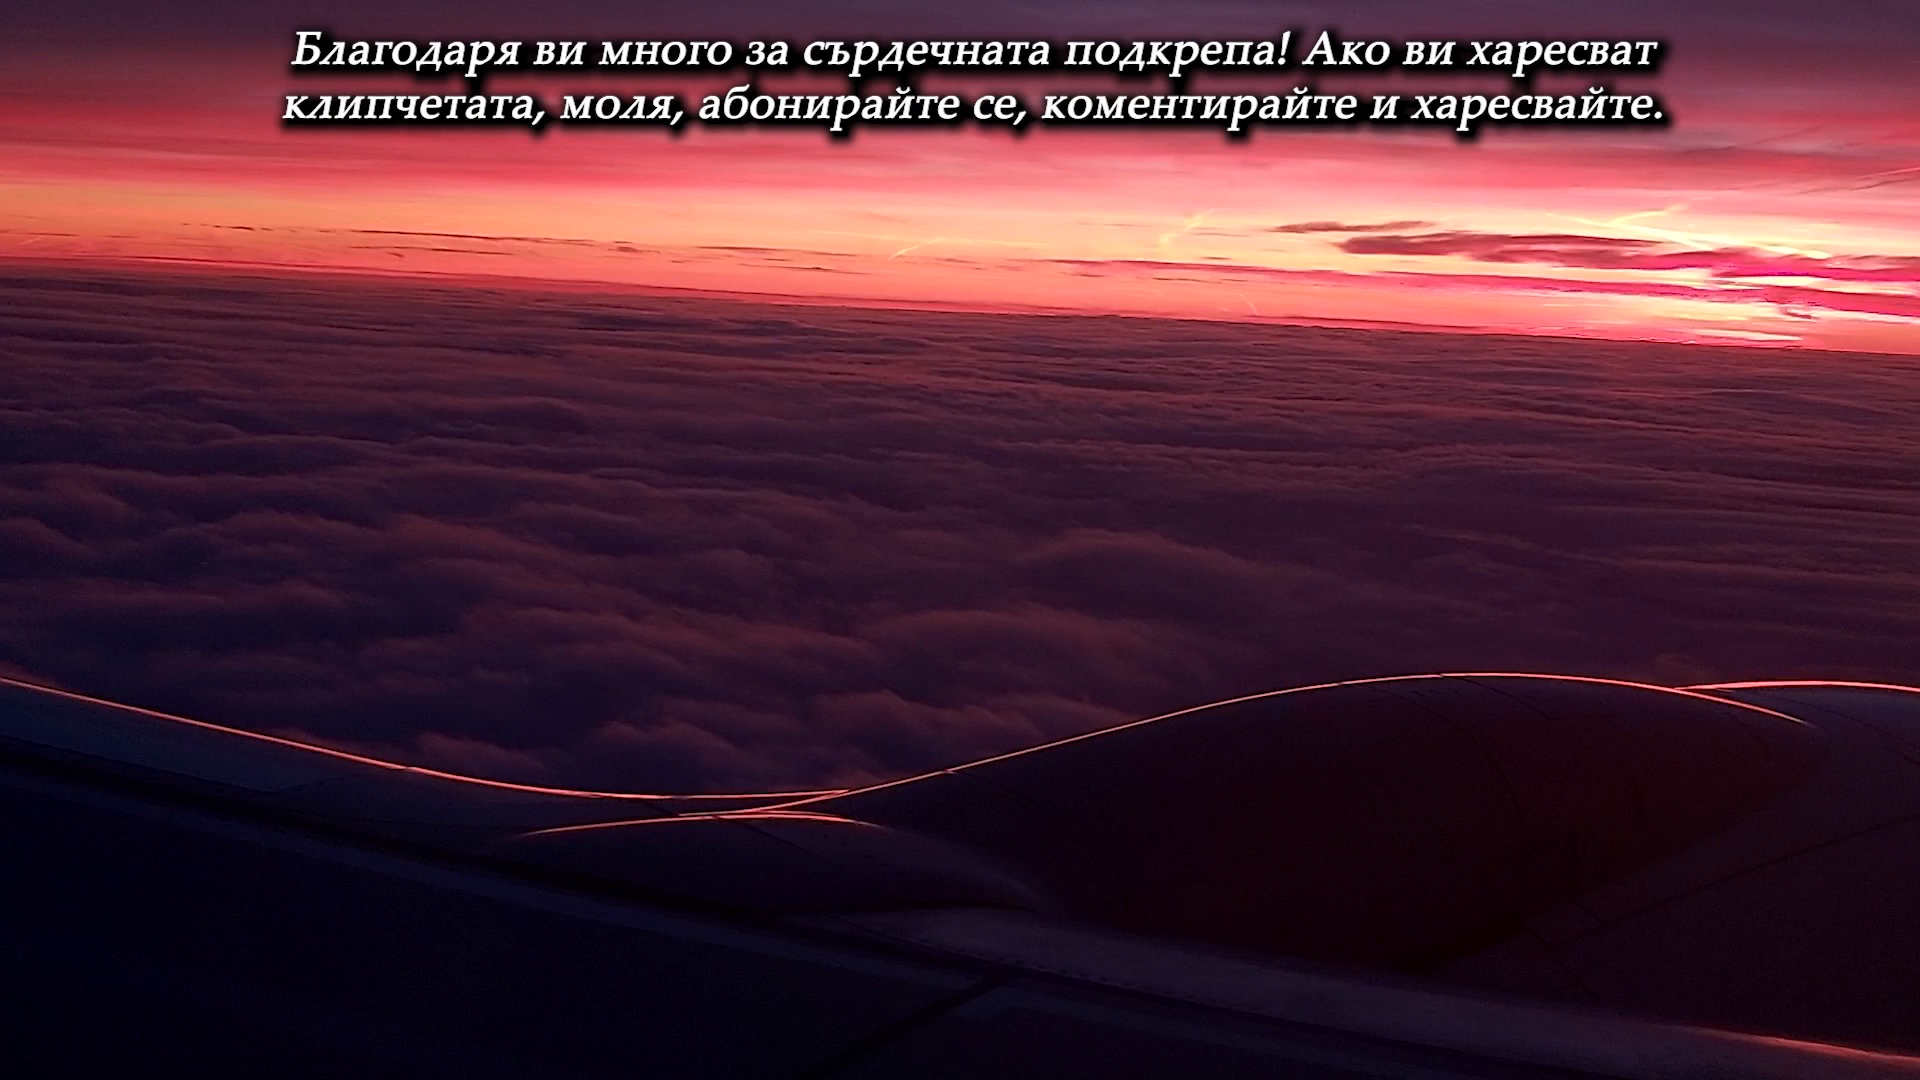 Благодаря ви много за сърдечната подкрепа! Ако ви харесват
клипчетата, моля, абонирайте се, коментирайте и харесвайте.